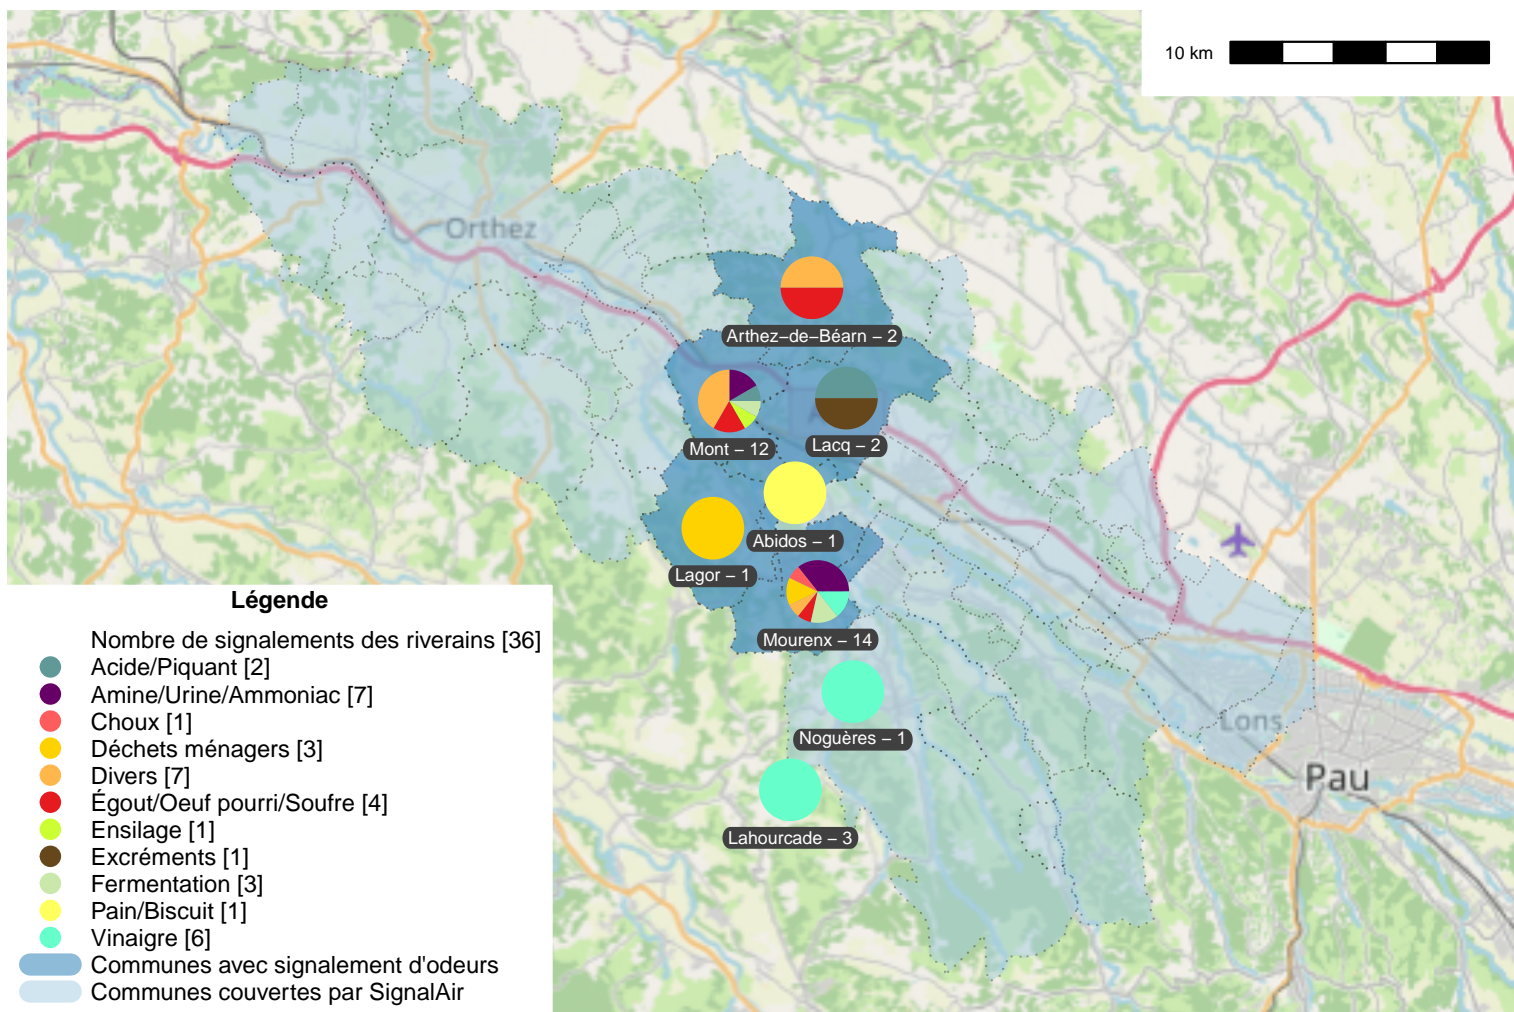 10 km
Orthez
Arthez–de–Béarn – 2
Mont – 12
Lacq – 2
Abidos – 1
Lagor – 1
Mourenx – 14
Noguères – 1
Lons
Pau
Lahourcade – 3
Légende
Nombre de signalements des riverains [36]
Acide/Piquant [2]
Amine/Urine/Ammoniac [7]
Choux [1]
Déchets ménagers [3]
Divers [7]
Égout/Oeuf pourri/Soufre [4]
Ensilage [1]
Excréments [1]
Fermentation [3]
Pain/Biscuit [1]
Vinaigre [6]
Communes avec signalement d'odeurs
Communes couvertes par SignalAir